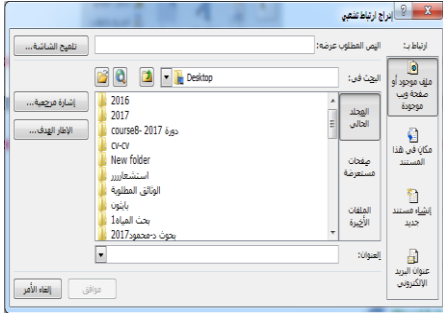 إدراج ارتباط تشعبي
ارتباط بـ:
النص المطلوب عرضه:
تلميح الشاشة...
ملف موجود أو صفحة ويب موجودة
البحث في:
Desktop
المجلد الحالي
2016
2017
course8- 2017 دورة
cv-cv
New folder
استشعارررر
الوثائق المطلوبة
بايثون
بحث المياه1
بحوث د-محمود2017
إشارة مرجعية...
الإطار الهدف...
مكان في هذا المستند
صفحات مستعرضة
إنشاء مستند جديد
الملفات الأخيرة
العنوان:
عنوان البريد الالكتروني
موافق
إلغاء الأمر